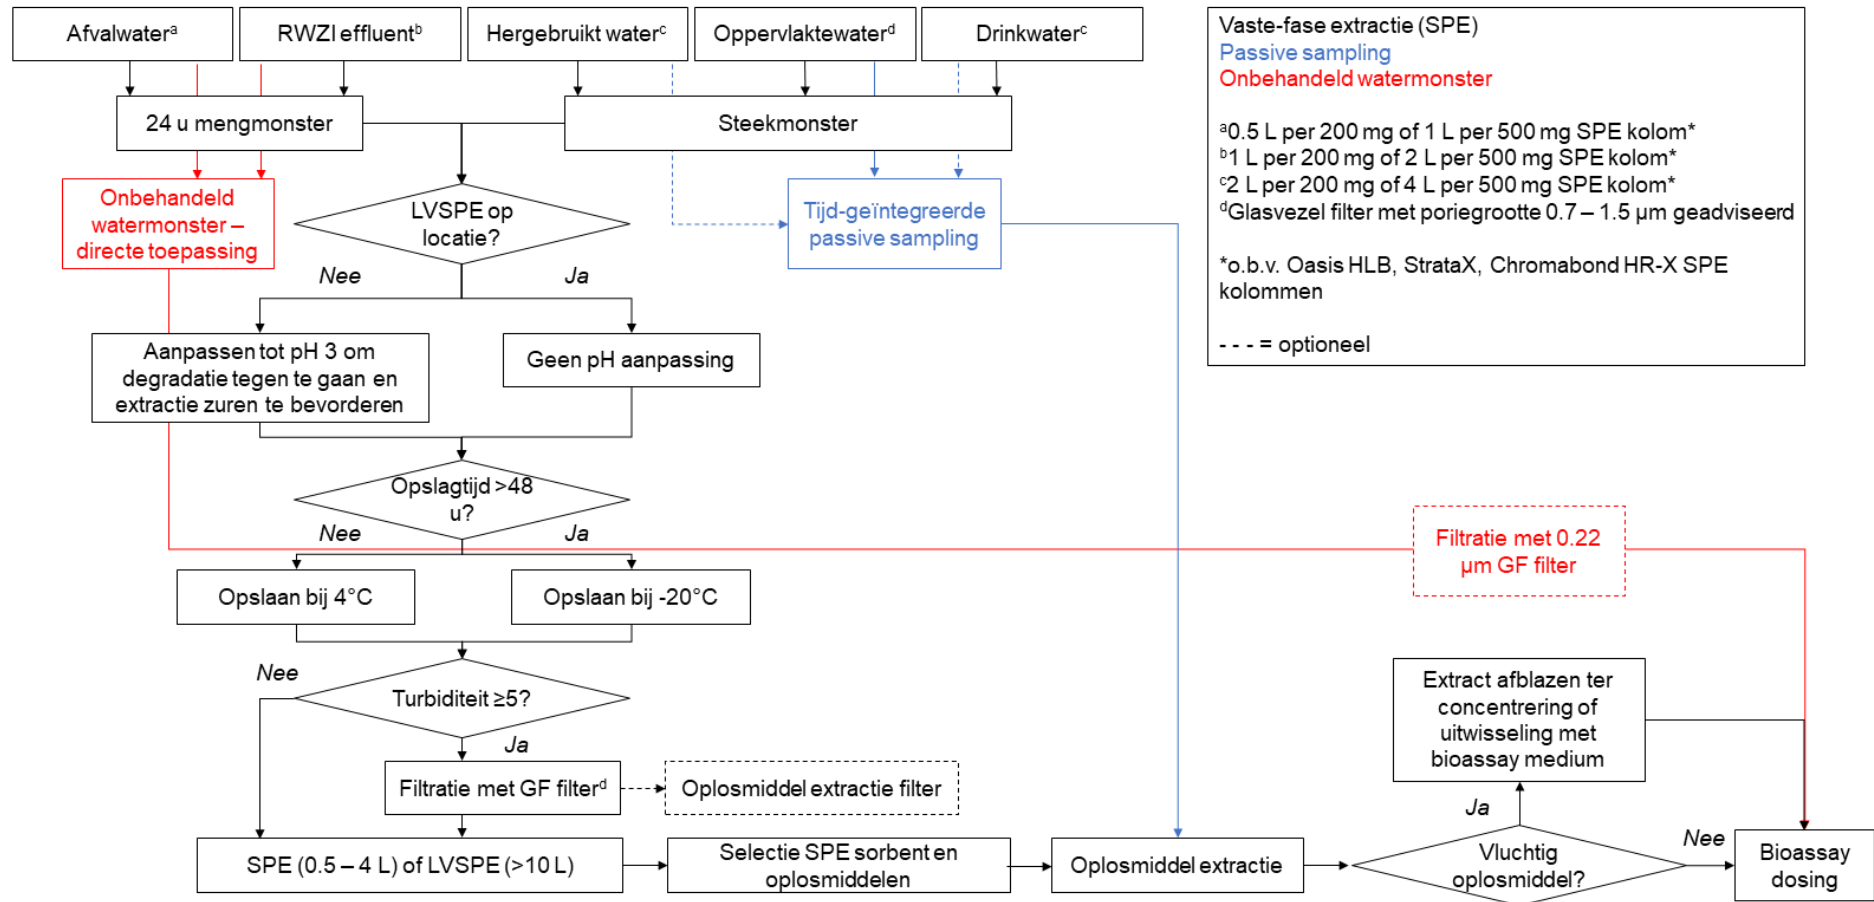 Afvalwaterᵃ
RWZI effluentᵇ
Hergebruikt waterᶜ
Oppervlaktewaterᵈ
Drinkwaterᶜ
Vaste-fase extractie (SPE)
Passive sampling
Onbehandeld watermonster
ᵃ0.5 L per 200 mg of 1 L per 500 mg SPE kolom*
ᵇ1 L per 200 mg of 2 L per 500 mg SPE kolom*
ᶜ2 L per 200 mg of 4 L per 500 mg SPE kolom*
ᵈGlasvezel filter met poriegrootte 0.7 – 1.5 µm geadviseerd
*o.b.v. Oasis HLB, StrataX, Chromabond HR-X SPE
kolommen
- - - = optioneel
24 u mengmonster
Steekmonster
Onbehandeld
watermonster –
directe toepassing
LVSPE op
locatie?
Tijd-geïntegreerde
passive sampling
Nee
Ja
Aanpassen tot pH 3 om
degradatie tegen te gaan en
extractie zuren te bevorderen
Geen pH aanpassing
Opslagtijd >48
u?
Nee
Ja
Filtratie met 0.22
µm GF filter
Opslaan bij 4°C
Opslaan bij -20°C
Nee
Turbiditeit ≥5?
Ja
Extract afblazen ter
concentrering of
uitwisseling met
bioassay medium
Filtratie met GF filterᵈ
Oplosmiddel extractie filter
Ja
Nee
SPE (0.5 – 4 L) of LVSPE (>10 L)
Selectie SPE sorbent en
oplosmiddelen
Oplosmiddel extractie
Vluchtig
oplosmiddel?
Bioassay
dosing